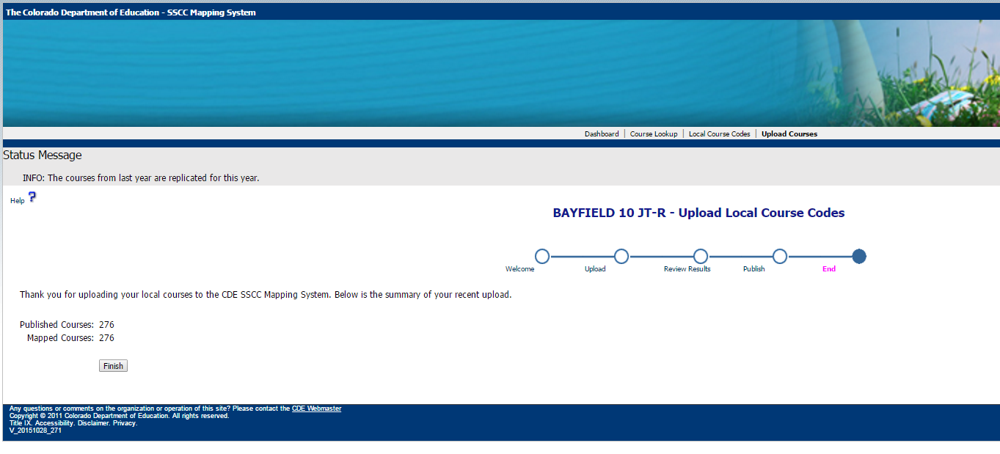 The Colorado Department of Education - SSCC Mapping System
Dashboard | Course Lookup | Local Course Codes | Upload Courses
Status Message
INFO: The courses from last year are replicated for this year.
Help ?
BAYFIELD 10 JT-R - Upload Local Course Codes
Welcome Upload Review Results Publish End
Thank you for uploading your local courses to the CDE SSCC Mapping System. Below is the summary of your recent upload.
Published Courses: 276
Mapped Courses: 276
Finish
Any questions or comments on the organization or operation of this site? Please contact the CDE Webmaster
Copyright © 2011 Colorado Department of Education. All rights reserved.
Title IX. Accessibility. Disclaimer. Privacy.
V_20151028_271